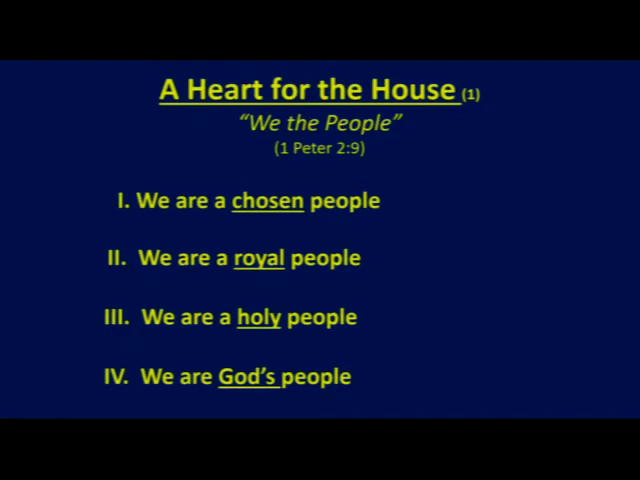 A Heart for the House (1)
“We the People”
(1 Peter 2:9)
I. We are a chosen people
II. We are a royal people
III. We are a holy people
IV. We are God’s people